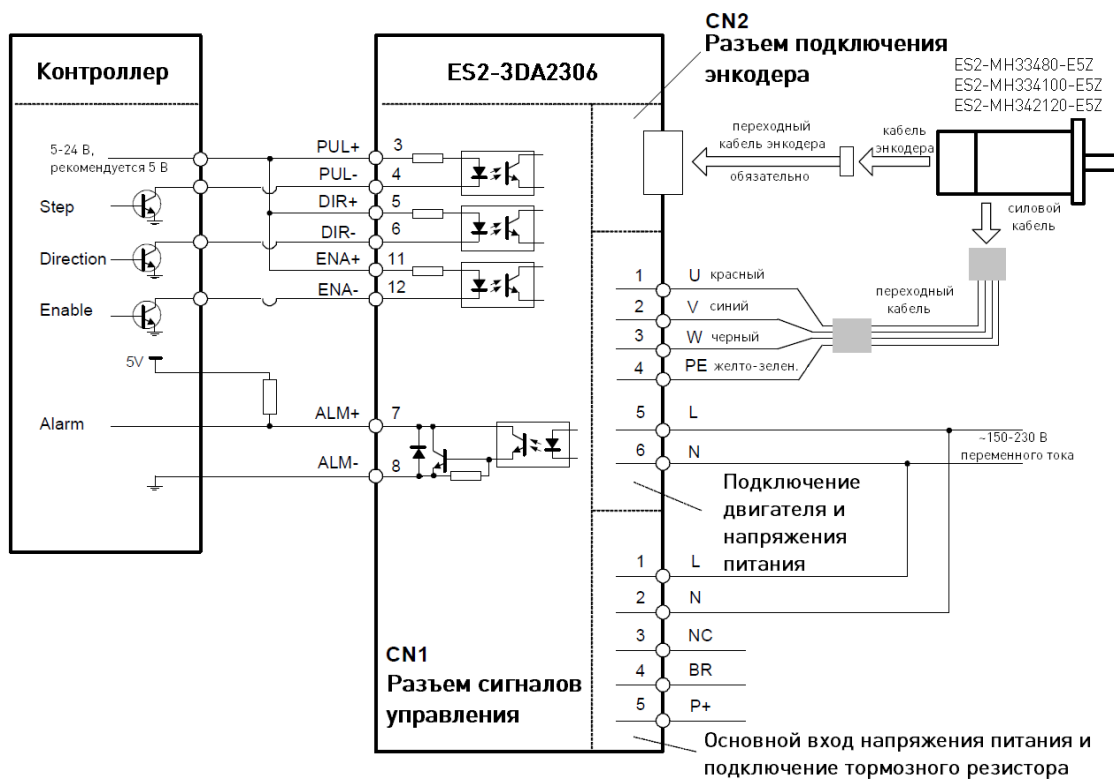 Контроллер
5-24 В,
рекомендуется 5 В
Step
Direction
Enable
5V
Alarm
PUL+
3
PUL-
4
DIR+
5
DIR-
6
ENA+
11
ENA-
12
ALM+
7
ALM-
8
ES2-3DA2306
CN1
Разъем сигналов
управления
CN2
Разъем подключения
энкодера
ES2-MH33480-E5Z
ES2-MH334100-E5Z
ES2-MH342120-E5Z
переходный
кабель энкодера
обязательно
кабель
энкодера
силовой
кабель
переходный
кабель
1
U красный
2
V синий
3
W черный
4
PE желто-зелен.
5
L
6
N
~150-230 В
переменного тока
Подключение
двигателя и
напряжения
питания
1
L
2
N
3
NC
4
BR
5
P+
Основной вход напряжения питания и
подключение тормозного резистора